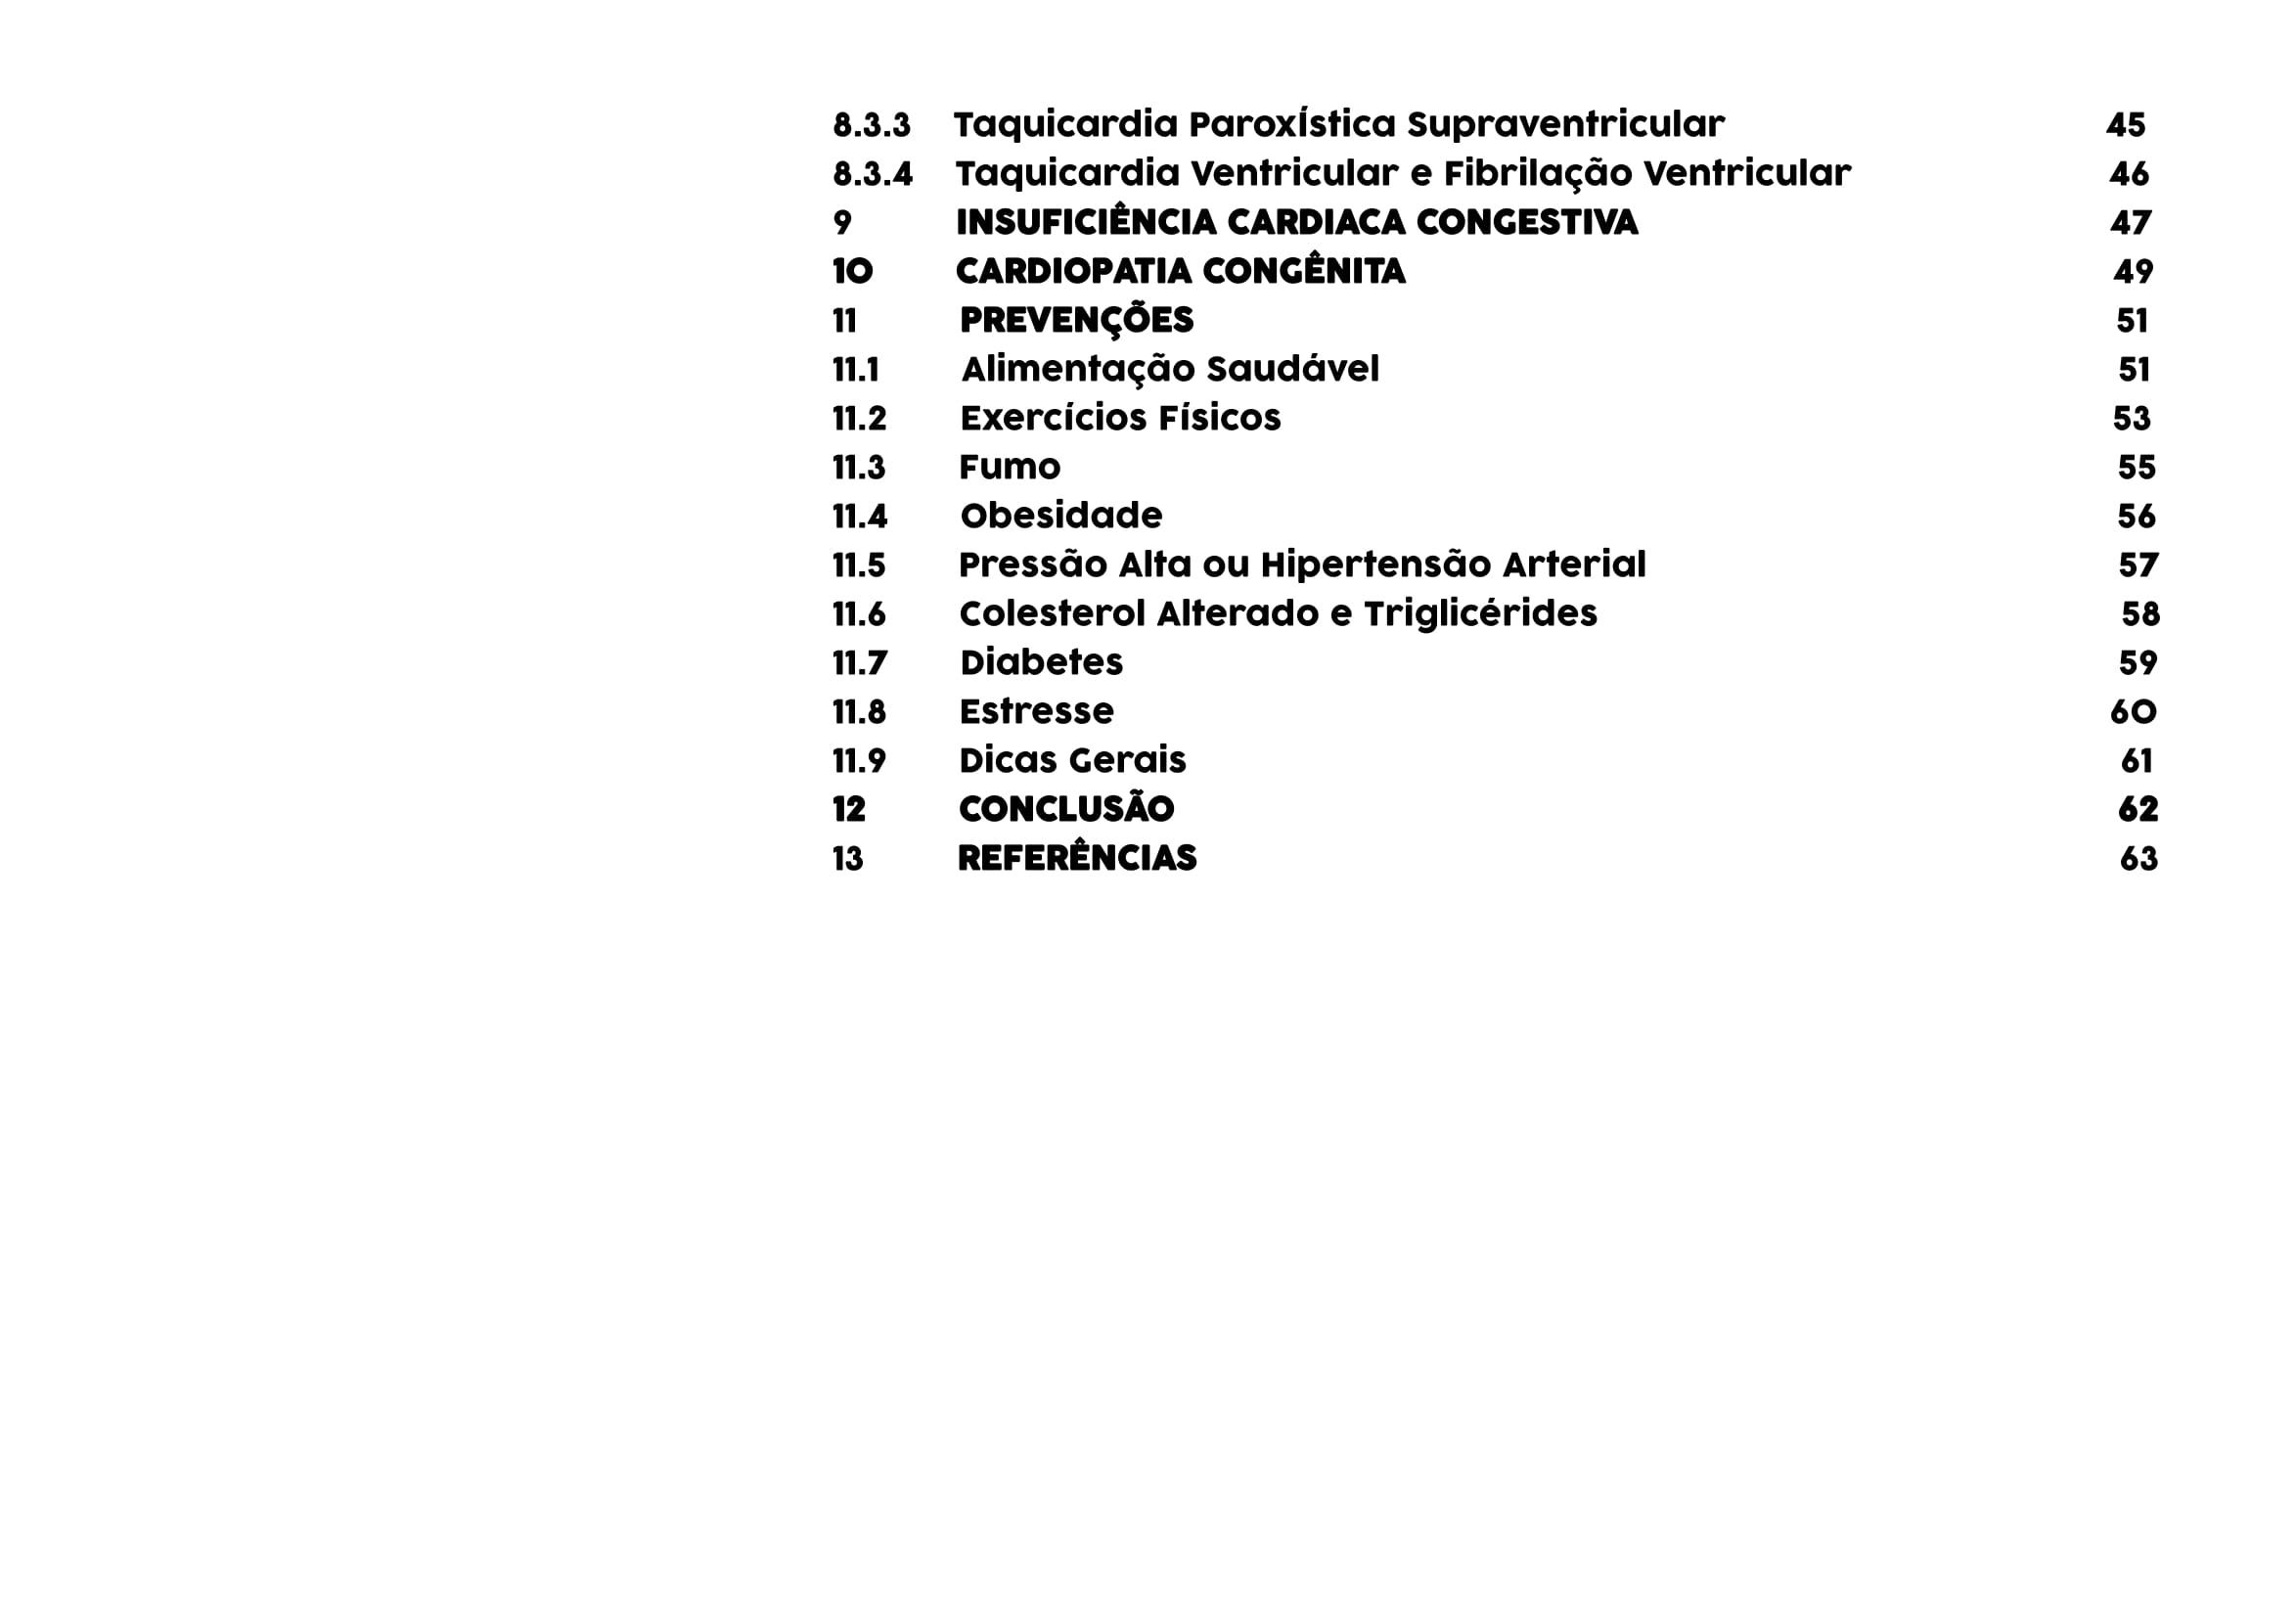 8.3.3 Taquicardia Paroxística Supraventricular 45
8.3.4 Taquicardia Ventricular e Fibrilação Ventricular 46
9 INSUFICIÊNCIA CARDIACA CONGESTIVA 47
10 CARDIOPATIA CONGÊNITA 49
11 PREVENÇÕES 51
11.1 Alimentação Saudável 51
11.2 Exercícios Físicos 53
11.3 Fumo 55
11.4 Obesidade 56
11.5 Pressão Alta ou Hipertensão Arterial 57
11.6 Colesterol Alterado e Triglicérides 58
11.7 Diabetes 59
11.8 Estresse 60
11.9 Dicas Gerais 61
12 CONCLUSÃO 62
13 REFERÊNCIAS 63